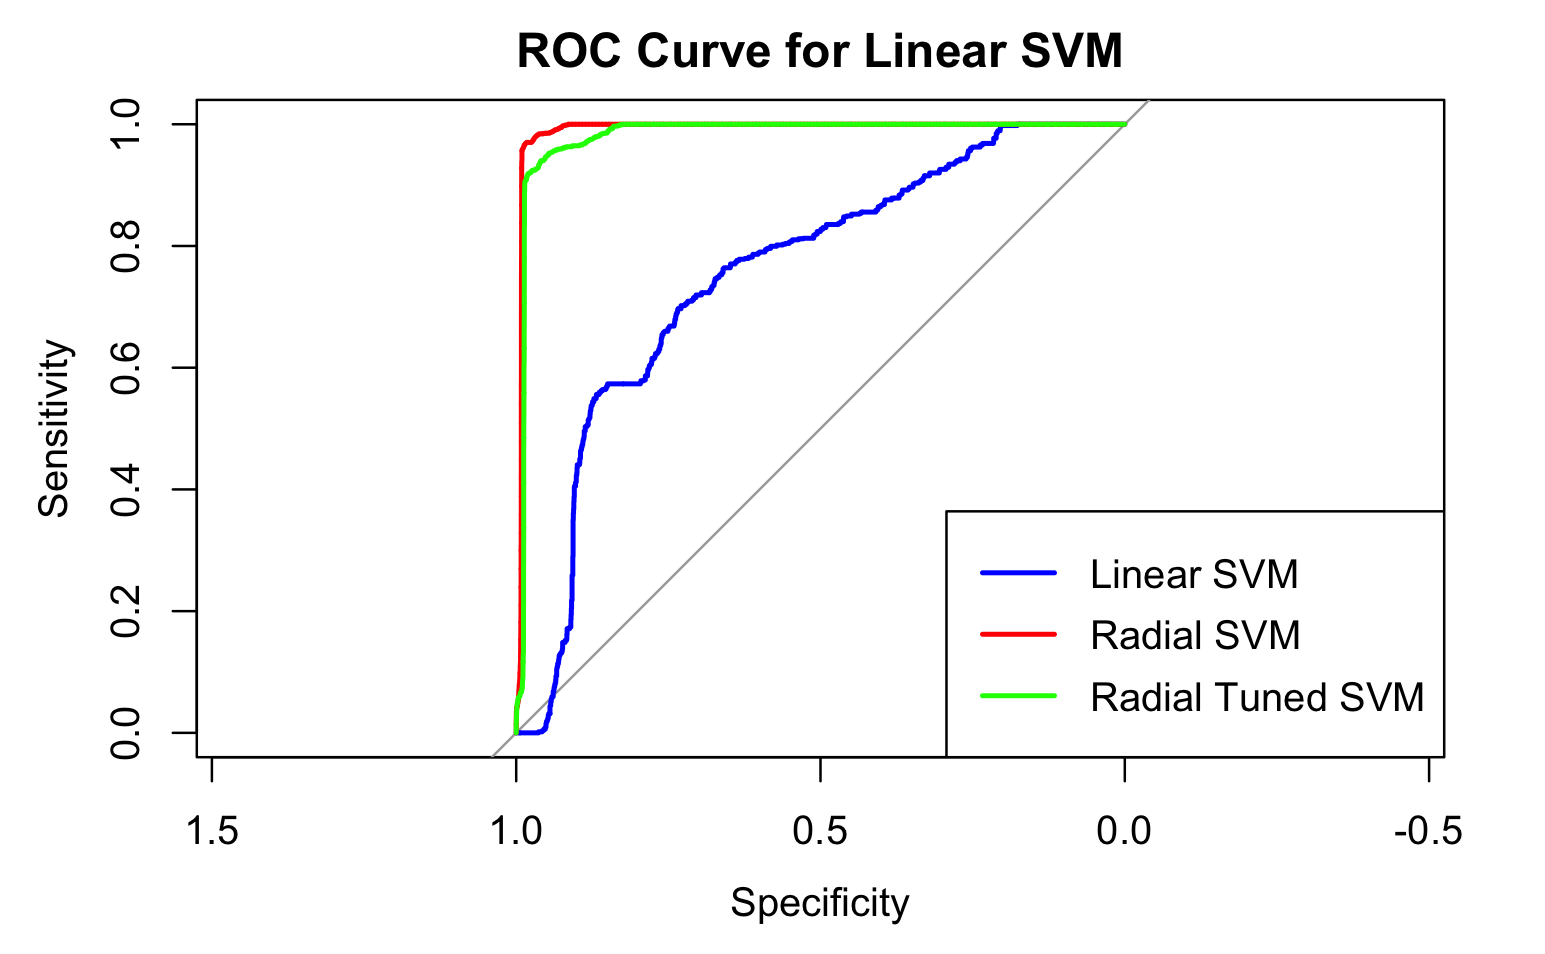 ROC Curve for Linear SVM
Sensitivity
1.0
0.8
0.6
0.4
0.2
0.0
Linear SVM
Radial SVM
Radial Tuned SVM
1.5 1.0 0.5 0.0 -0.5
Specificity